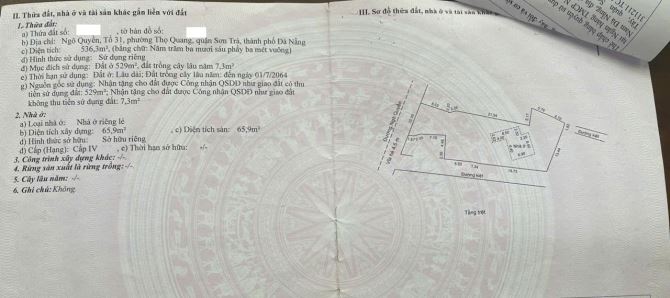 II. Thửa đất, nhà ở và tài sản khác gắn liền với đất
1. Thửa đất:
a) Thửa đất số: , tờ bản đồ số:
b) Địa chỉ: Ngô Quyền, Tổ 31, phường Thọ Quang, quận Sơn Trà, thành phố Đà Nẵng
c) Diện tích: 536,3m², (bằng chữ: Năm trăm ba mươi sáu phẩy ba mét vuông)
d) Hình thức sử dụng: Sử dụng riêng
đ) Mục đích sử dụng: Đất ở 529m², đất trồng cây lâu năm 7,3m²
e) Thời hạn sử dụng: Đất ở: Lâu dài; Đất trồng cây lâu năm: đến ngày 01/7/2064
g) Nguồn gốc sử dụng: Nhận tặng cho đất được Công nhận QSDĐ như giao đất có thu
tiền sử dụng đất: 529m²; Nhận tặng cho đất được Công nhận QSDĐ như giao đất
không thu tiền sử dụng đất: 7,3m²
2. Nhà ở:
a) Loại nhà ở: Nhà ở riêng lẻ
b) Diện tích xây dựng: 65,9m² , c) Diện tích sàn: 65,9m²
d) Hình thức sở hữu: Sở hữu riêng
đ) Cấp (Hạng): Cấp IV , e) Thời hạn sở hữu: -/-
3. Công trình xây dựng khác: -/-
4. Rừng sản xuất là rừng trồng: -/-
5. Cây lâu năm: -/-
6. Ghi chú: Không
III. Sơ đồ thửa đất, nhà ở và tài sản khác
Đường Ngô Quyền
Vỉa hè 4,5 m
Đường kiệt
Nhà ở
Đường kiệt
Tầng trệt